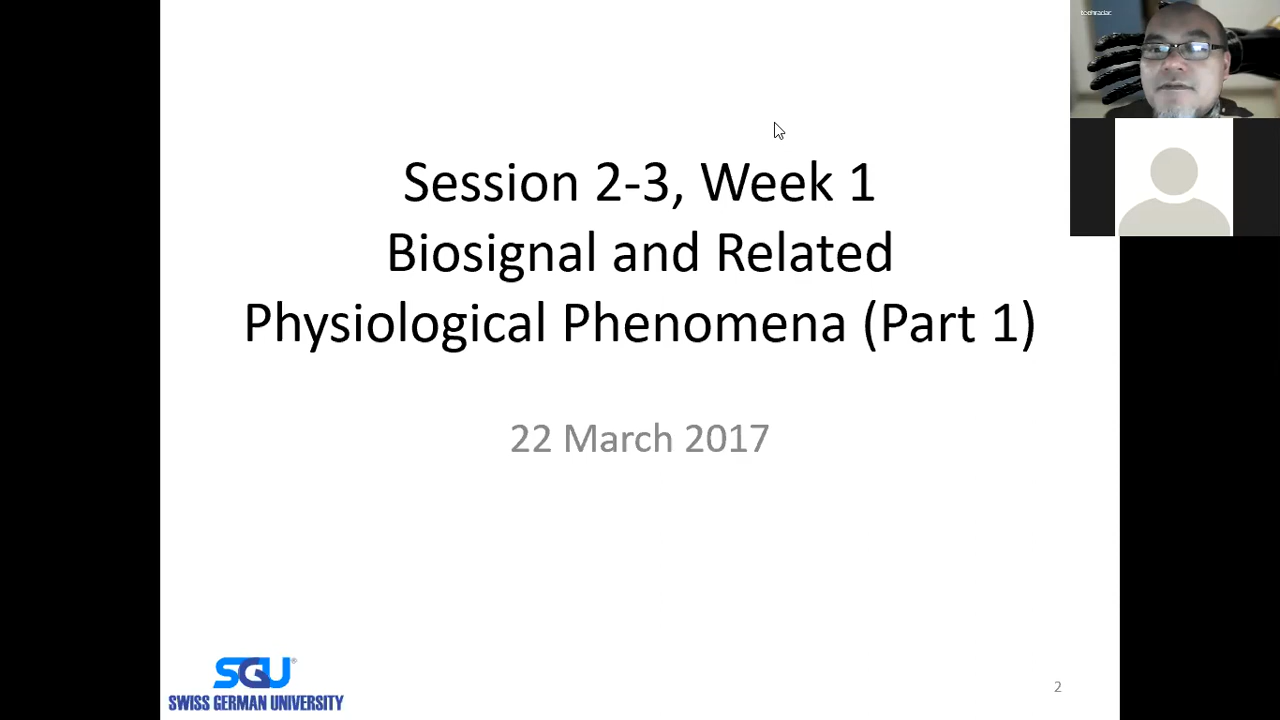 techradar
Session 2-3, Week 1
Biosignal and Related
Physiological Phenomena (Part 1)
22 March 2017
SGU®
SWISS GERMAN UNIVERSITY
2